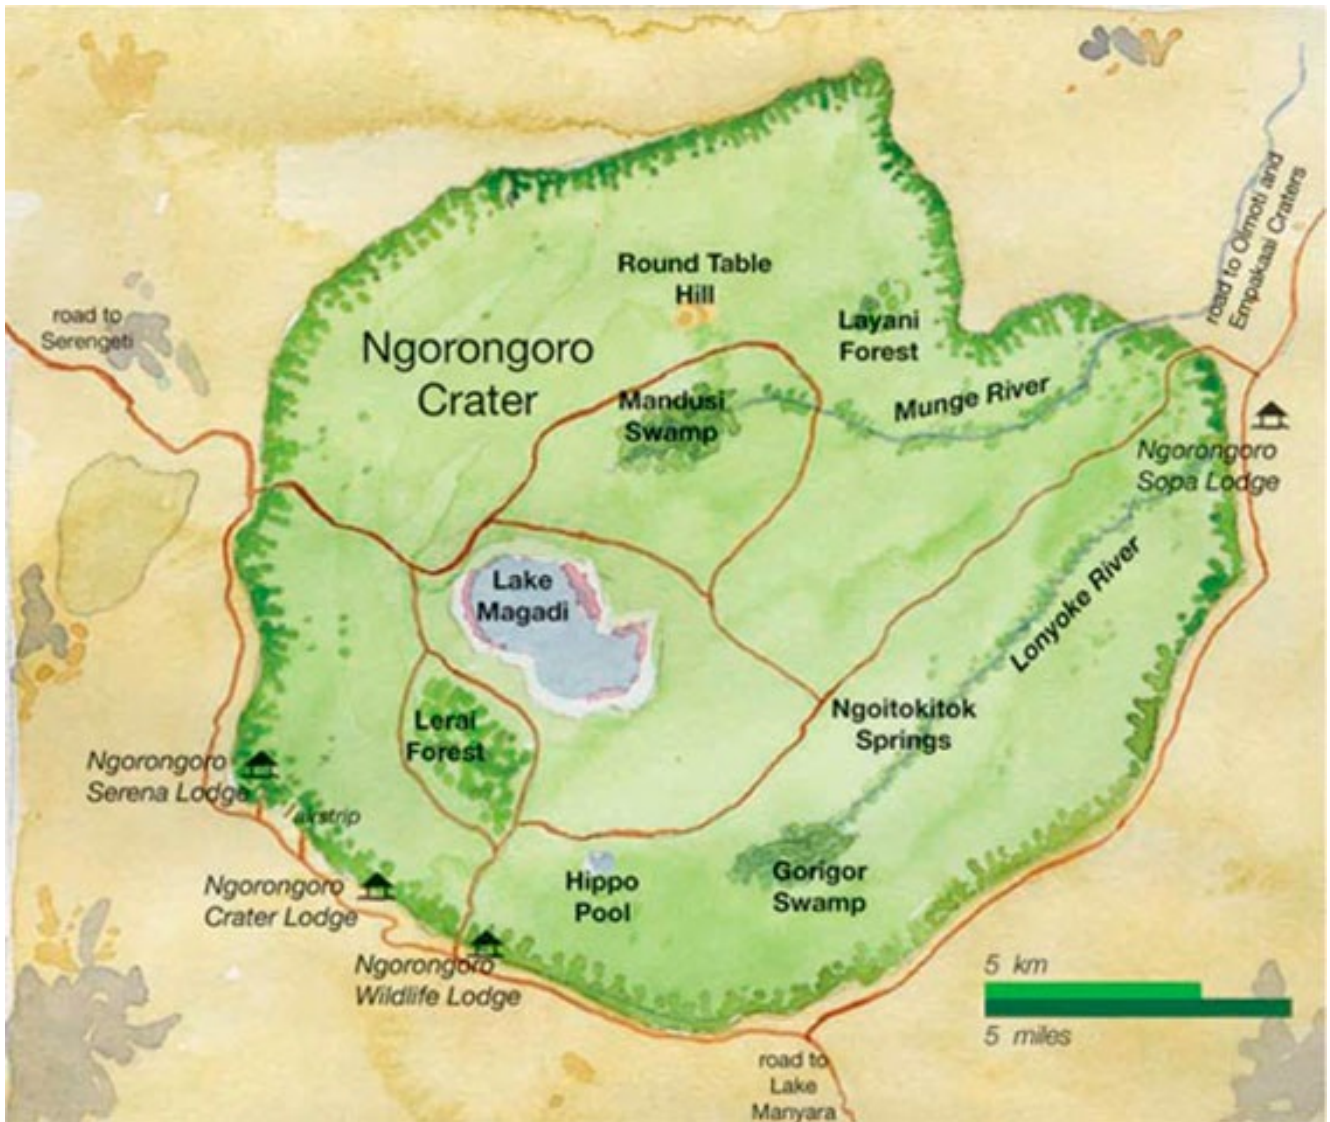 road to Olmoti and
Empakaai Craters
Round Table
Hill
road to
Serengeti
Layani
Forest
Ngorongoro
Crater
Mandusi
Swamp
Munge River
Ngorongoro
Sopa Lodge
Lake
Magadi
Lonyoke River
Ngoitokitok
Springs
Lerai
Forest
Ngorongoro
Serena Lodge
airstrip
Ngorongoro
Crater Lodge
Hippo
Pool
Gorigor
Swamp
Ngorongoro
Wildlife Lodge
5 km
5 miles
road to
Lake
Manyara